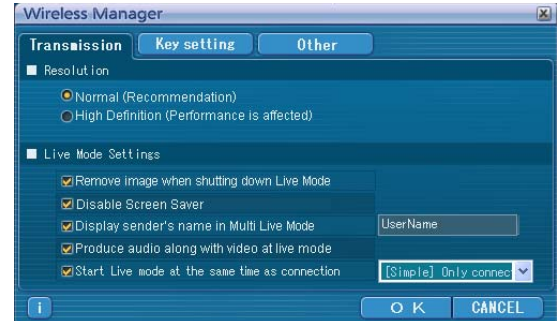 Wireless Manager
Transmission Key setting Other
Resolution
Normal (Recommendation)
High Definition (Performance is affected)
Live Mode Settings
Remove image when shutting down Live Mode
Disable Screen Saver
Display sender's name in Multi Live Mode UserName
Produce audio along with video at live mode
Start Live mode at the same time as connection [Simple] Only connec
i OK CANCEL